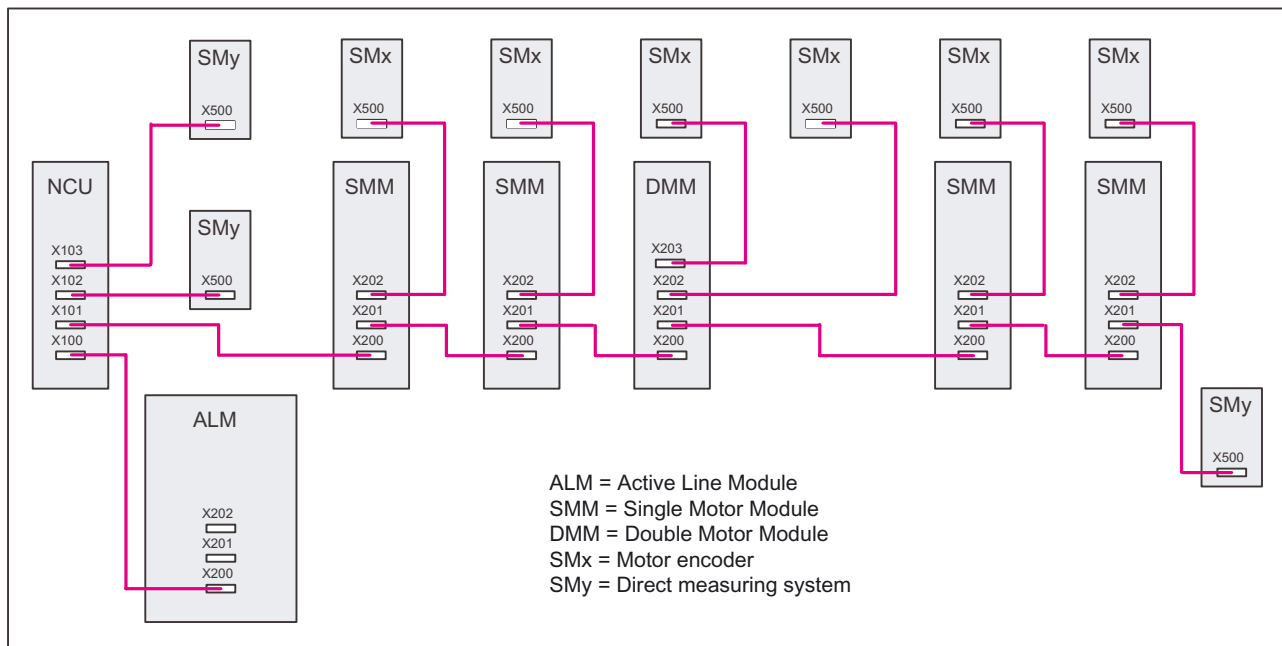 SMy
X500
SMx
X500
SMx
X500
SMx
X500
SMx
X500
SMx
X500
SMx
X500
NCU
X103
X102
X101
X100
SMy
X500
SMM
X202
X201
X200
SMM
X202
X201
X200
DMM
X203
X202
X201
X200
SMM
X202
X201
X200
SMM
X202
X201
X200
SMy
X500
ALM
X202
X201
X200
ALM = Active Line Module
SMM = Single Motor Module
DMM = Double Motor Module
SMx = Motor encoder
SMy = Direct measuring system